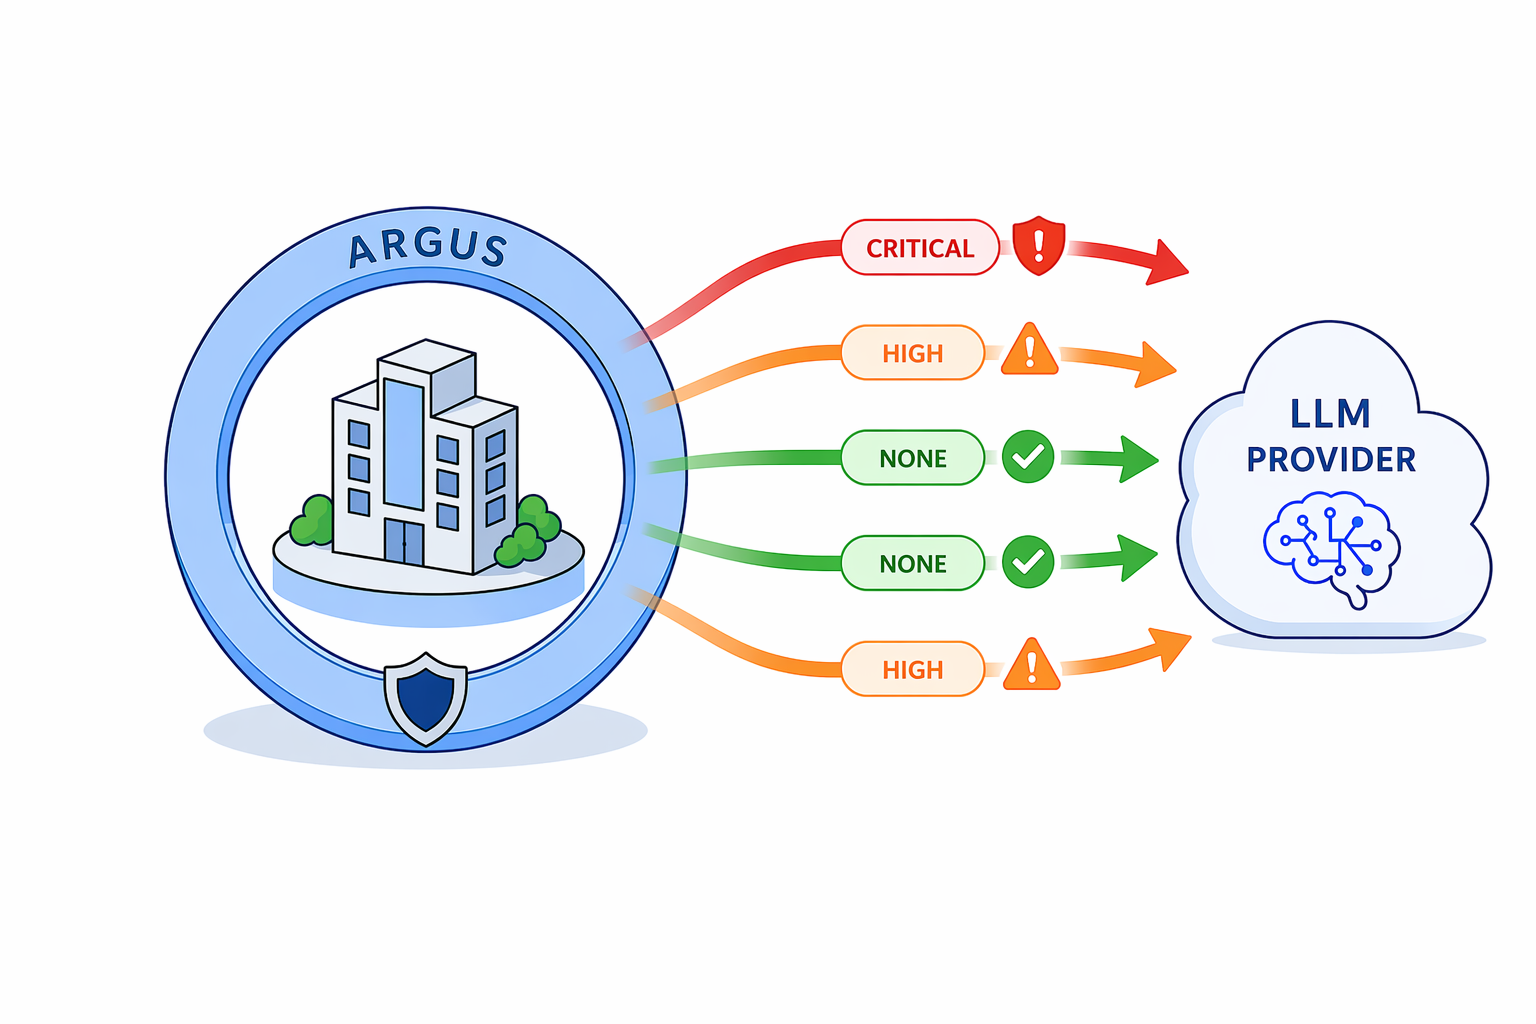 ARGUS
CRITICAL
HIGH
NONE
NONE
HIGH
LLM
PROVIDER